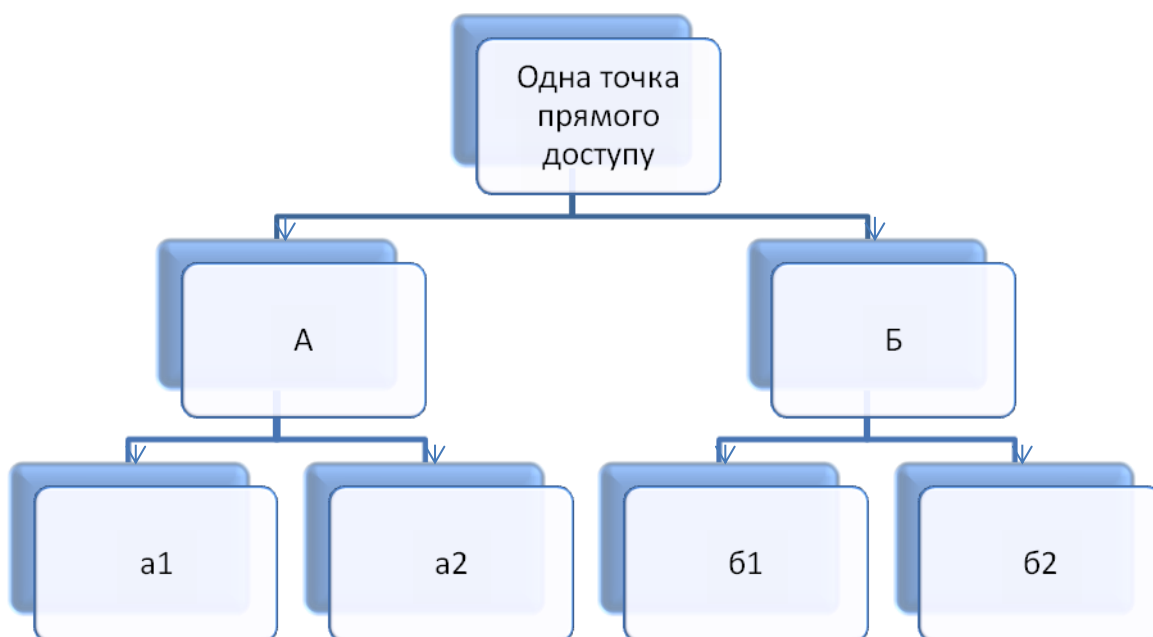 Одна точка
прямого
доступу
А
Б
а1
а2
б1
б2